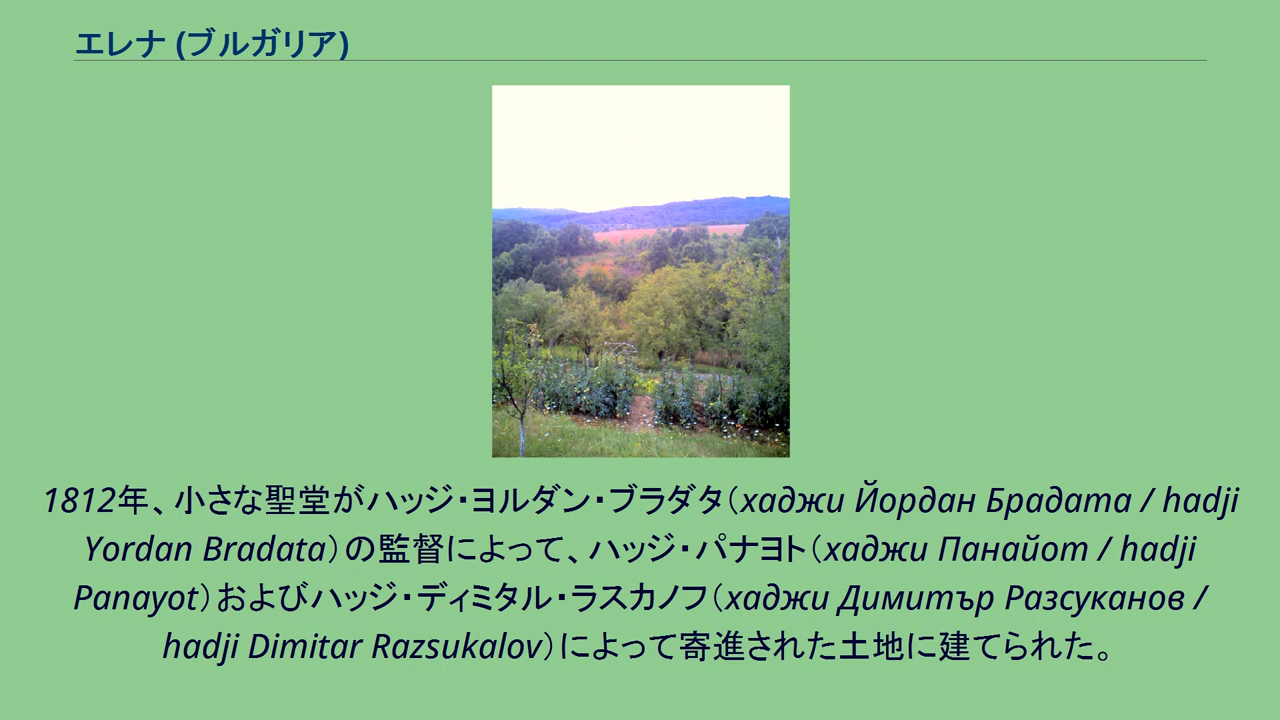 エレナ (ブルガリア)
1812年、小さな聖堂がハッジ・ヨルダン・ブラダタ（хаджи Йордан Брадата / hadji
Yordan Bradata）の監督によって、ハッジ・パナヨト（хаджи Панайот / hadji
Panayot）およびハッジ・ディミタル・ラスカノフ（хаджи Димитър Разсуканов /
hadji Dimitar Razsukalov）によって寄進された土地に建てられた。